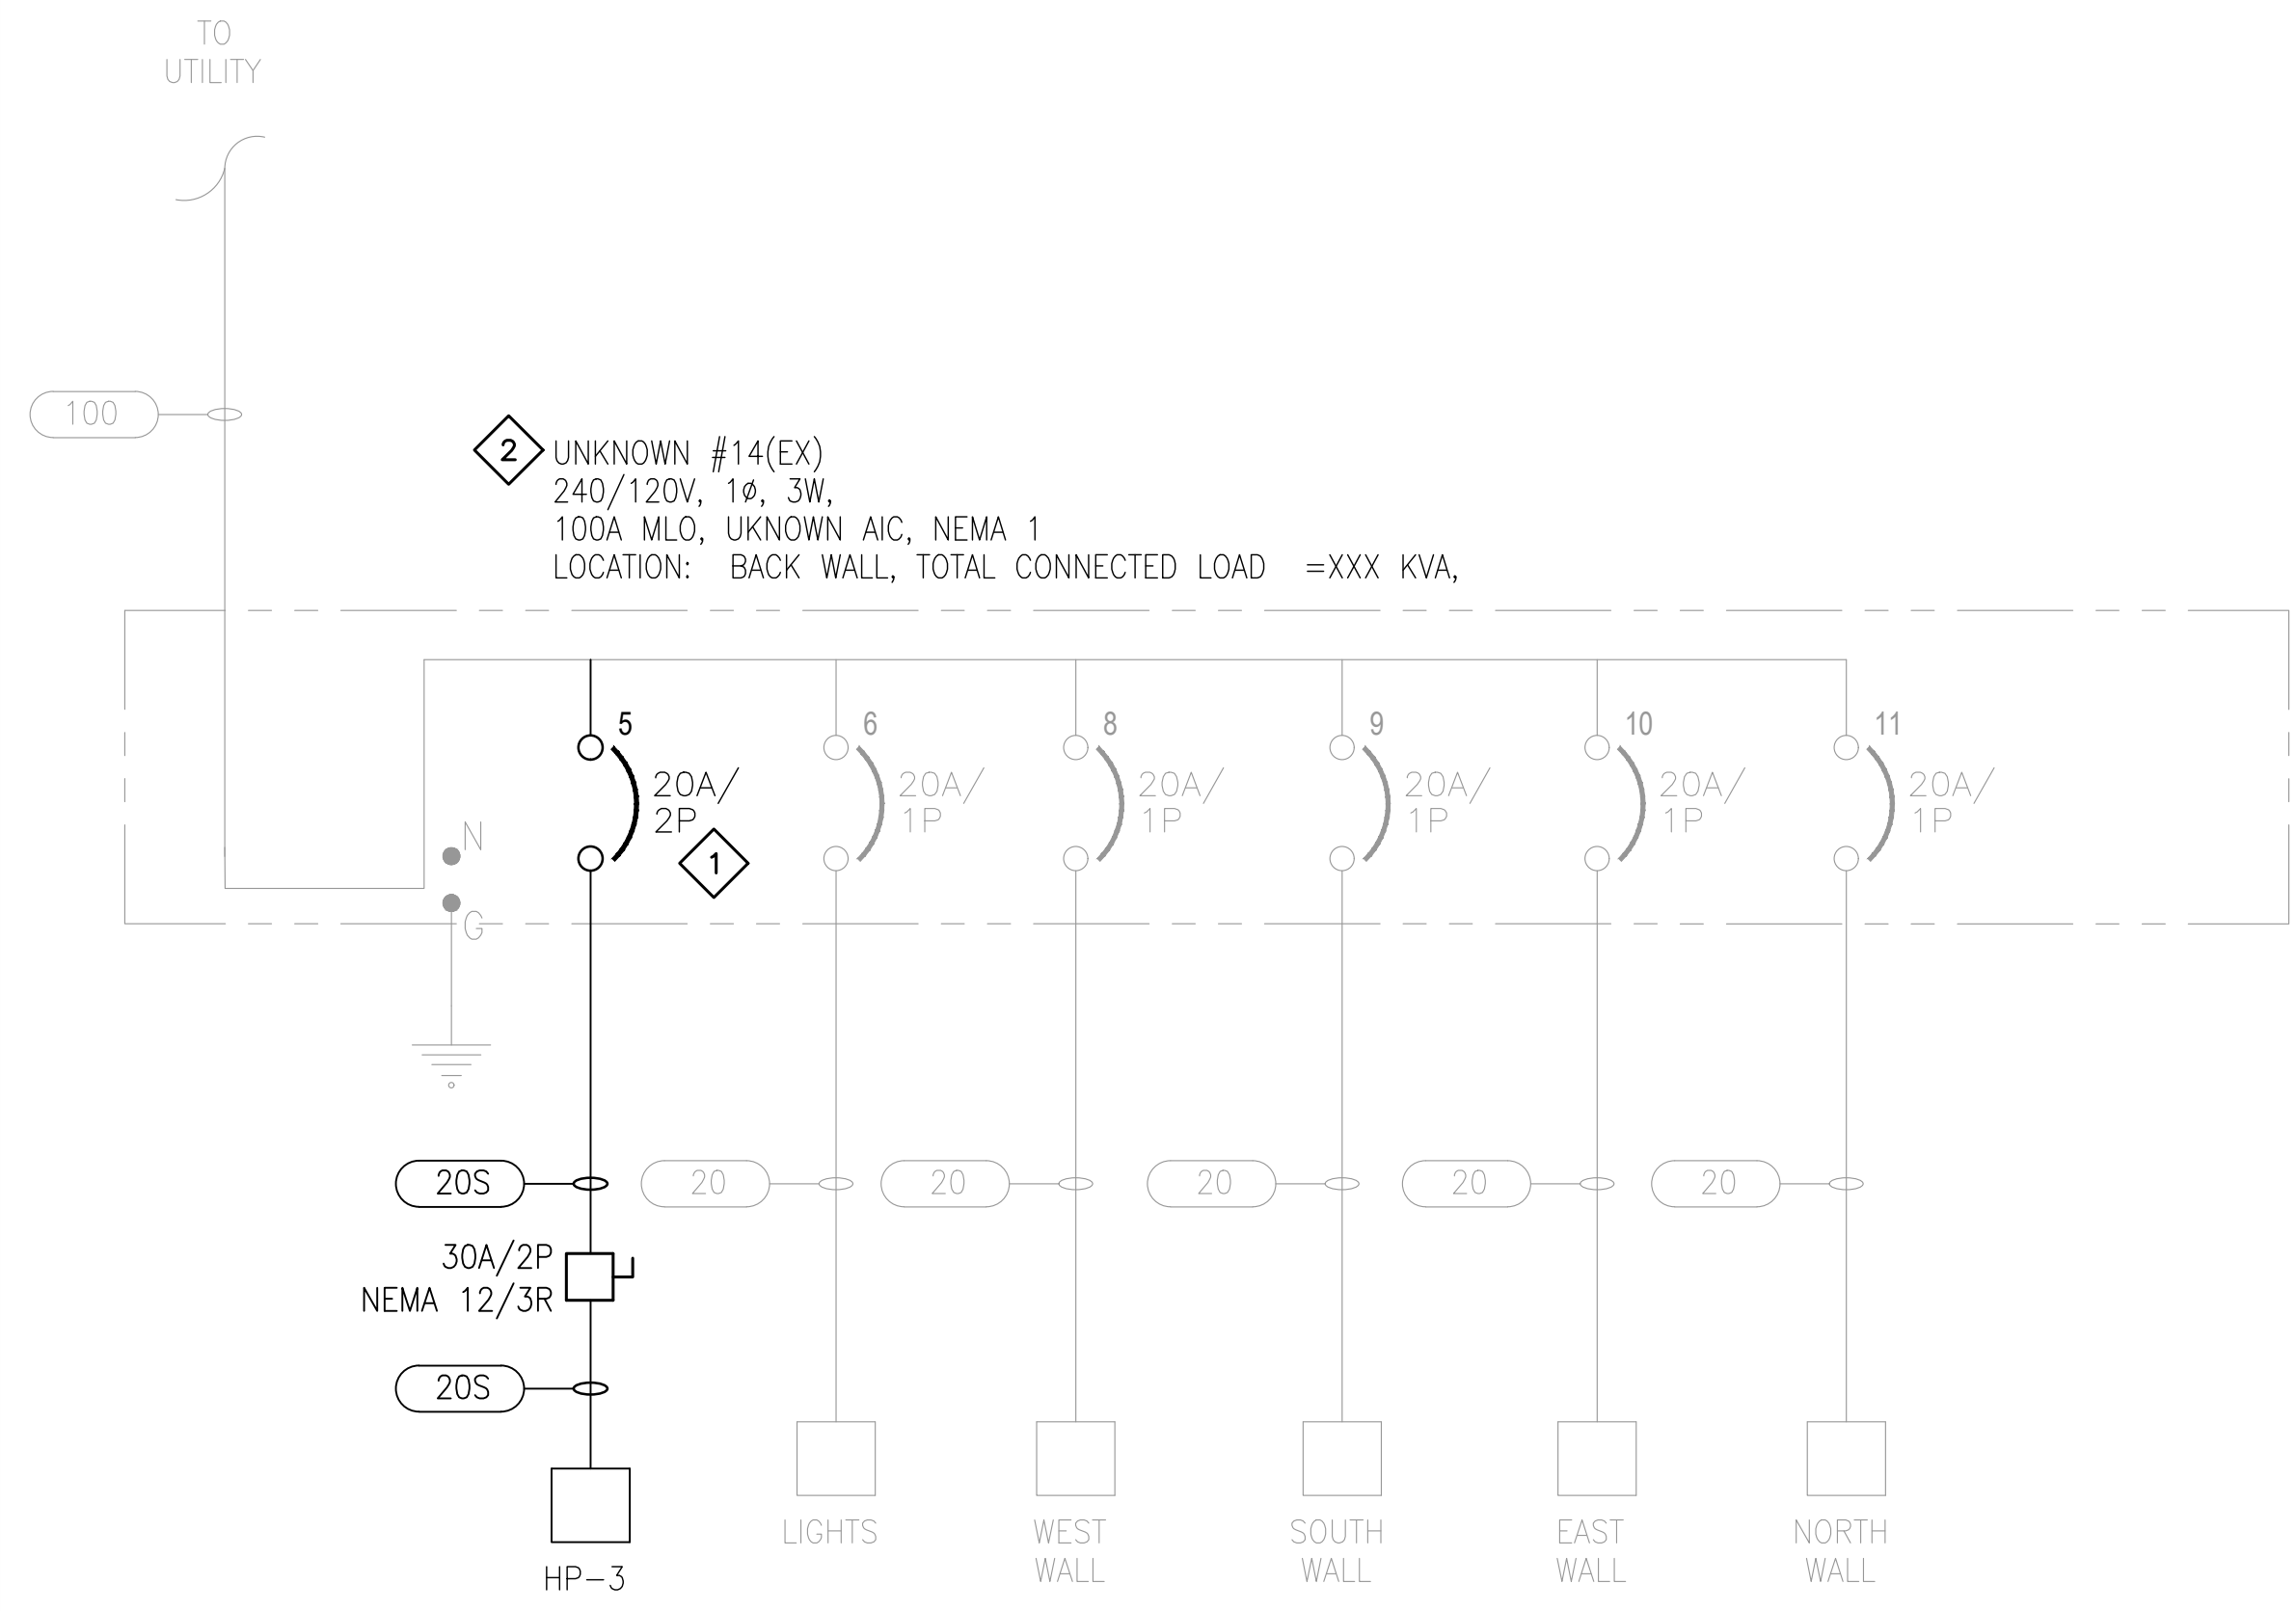 TO
UTILITY
100
2
UNKNOWN #14(EX)
240/120V, 1ø, 3W,
100A MLO, UKNOWN AIC, NEMA 1
LOCATION: BACK WALL, TOTAL CONNECTED LOAD =XXX KVA,
5
20A/
2P
1
6
20A/
1P
8
20A/
1P
9
20A/
1P
10
20A/
1P
11
20A/
1P
N
G
20S
20
20
20
20
20
30A/2P
NEMA 12/3R
20S
HP-3
LIGHTS
WEST
WALL
SOUTH
WALL
EAST
WALL
NORTH
WALL